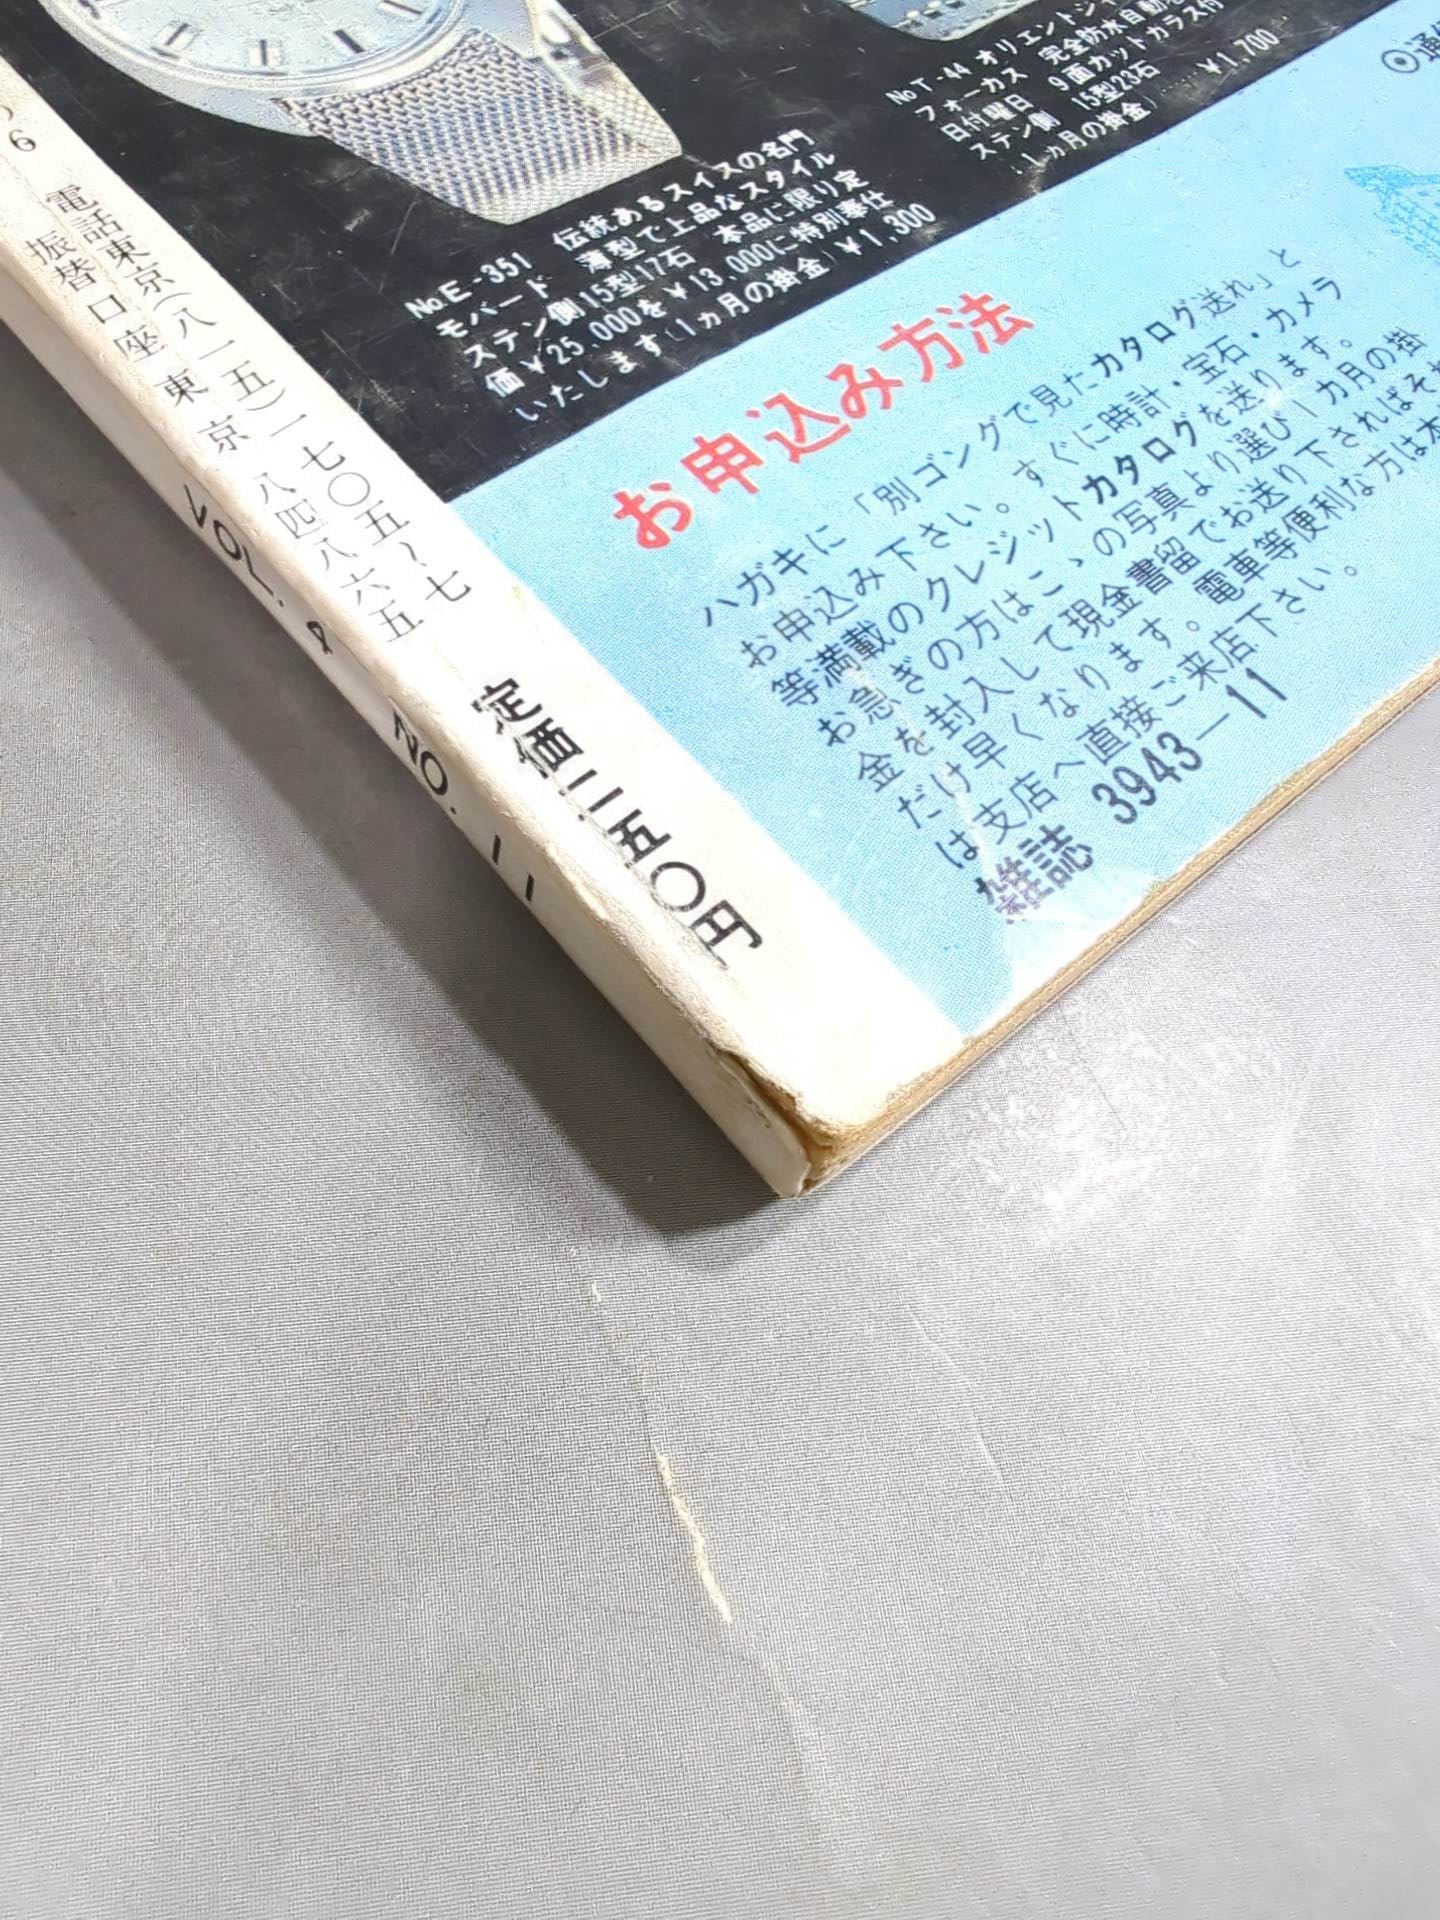 No E-351　伝統あるスイスの名門
モバード　薄型で上品なスタイル
ステン側15型17石　本品に限り定
価￥25,000を￥13,000に特別奉仕
いたします(1ヵ月の掛金)￥1,300
No T-44 オリエントジャ
フォーカス　完全防水自動巻
日付曜日　9面カットガラス付
ステン側　15型23石　￥1,700
(1ヵ月の掛金)
◎通信
お申込み方法
ハガキに「別ゴングで見たカタログ送れ」と
お申込み下さい。すぐに時計・宝石・カメラ
等満載のクレジットカタログを送ります。
お急ぎの方はこゝの写真より選び1カ月の掛
金を封入して現金書留でお送り下さればそれ
だけ早くなります。電車等便利な方は本
は支店へ直接ご来店下さい。
雑誌　3943―11
6　電話東京(八一五)一七〇五〜七
振替口座東京　八四八六五
定価二五〇円
VOL. 8　NO. 11